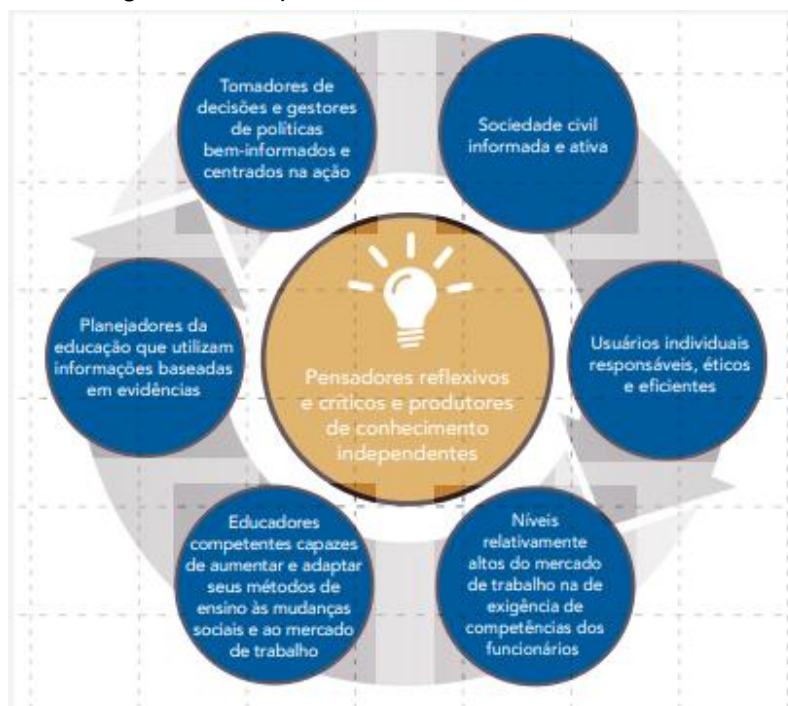 Tomadores de
decisões e gestores
de políticas
bem-informados e
centrados na ação
Sociedade civil
informada e ativa
Planejadores da
educação que utilizam
informações baseadas
em evidências
Pensadores reflexivos
e críticos e produtores
de conhecimento
independentes
Usuários individuais
responsáveis, éticos
e eficientes
Educadores
competentes capazes
de aumentar e adaptar
seus métodos de
ensino às mudanças
sociais e ao mercado
de trabalho
Níveis
relativamente
altos do mercado
de trabalho na de
exigência de
competências dos
funcionários